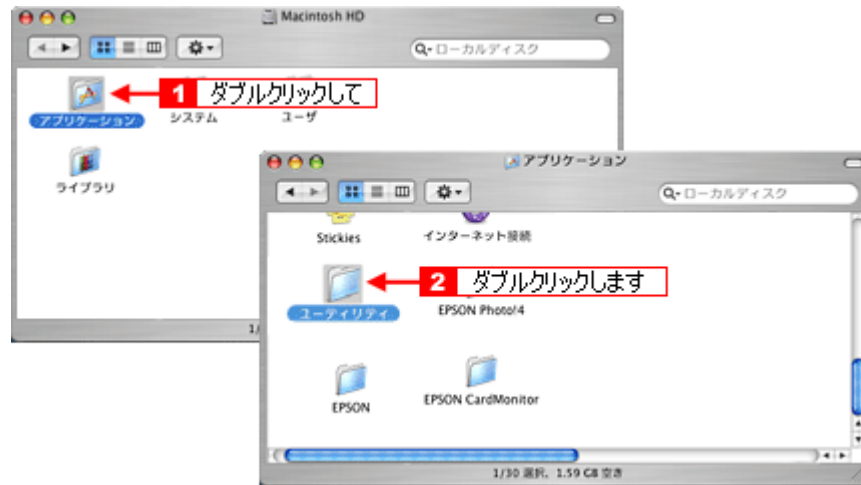 Macintosh HD
ローカルディスク
1 ダブルクリックして
アプリケーション
システム
ユーザ
ライブラリ
1/
アプリケーション
ローカルディスク
Stickies
インターネット接続
2 ダブルクリックします
ユーティリティ
EPSON Photo!4
EPSON
EPSON CardMonitor
1/30 選択、1.59 GB 空き